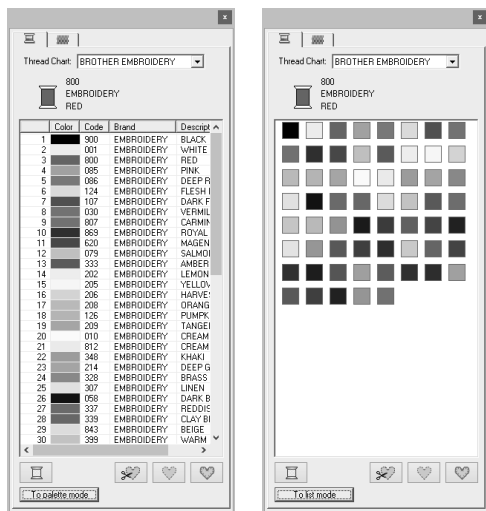 x
Thread Chart: BROTHER EMBROIDERY
800
EMBROIDERY
RED
Color Code Brand Descript
1 900 EMBROIDERY BLACK
2 001 EMBROIDERY WHITE
3 800 EMBROIDERY RED
4 085 EMBROIDERY PINK
5 086 EMBROIDERY DEEP R
6 124 EMBROIDERY FLESH
7 107 EMBROIDERY DARK F
8 030 EMBROIDERY VERMIL
9 807 EMBROIDERY CARMIN
10 869 EMBROIDERY ROYAL
11 620 EMBROIDERY MAGEN
12 079 EMBROIDERY SALMO
13 333 EMBROIDERY AMBER
14 202 EMBROIDERY LEMON
15 205 EMBROIDERY YELLOV
16 206 EMBROIDERY HARVE
17 208 EMBROIDERY ORANG
18 126 EMBROIDERY PUMPK
19 209 EMBROIDERY TANGE
20 010 EMBROIDERY CREAM
21 812 EMBROIDERY CREAM
22 348 EMBROIDERY KHAKI
23 214 EMBROIDERY DEEP G
24 328 EMBROIDERY BRASS
25 307 EMBROIDERY LINEN
26 058 EMBROIDERY DARK B
27 337 EMBROIDERY REDDIS
28 339 EMBROIDERY CLAY B
29 843 EMBROIDERY BEIGE
30 399 EMBROIDERY WARM
To palette mode
x
Thread Chart: BROTHER EMBROIDERY
800
EMBROIDERY
RED
To list mode